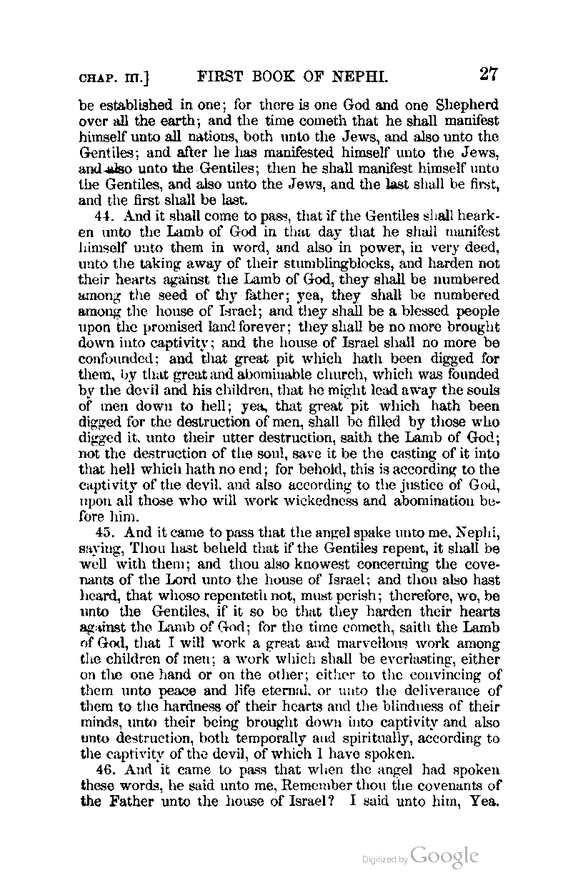 CHAP. III.] FIRST BOOK OF NEPHI. 27
be established in one; for there is one God and one Shepherd
over all the earth; and the time cometh that he shall manifest
himself unto all nations, both unto the Jews, and also unto the
Gentiles; and after he has manifested himself unto the Jews,
and also unto the Gentiles; then he shall manifest himself unto
the Gentiles, and also unto the Jews, and the last shall be first,
and the first shall be last.
44. And it shall come to pass, that if the Gentiles shall heark-
en unto the Lamb of God in that day that he shall manifest
himself unto them in word, and also in power, in very deed,
unto the taking away of their stumblingblocks, and harden not
their hearts against the Lamb of God, they shall be numbered
among the seed of thy father; yea, they shall be numbered
among the house of Israel; and they shall be a blessed people
upon the promised land forever; they shall be no more brought
down into captivity; and the house of Israel shall no more be
confounded; and that great pit which hath been digged for
them, by that great and abominable church, which was founded
by the devil and his children, that he might lead away the souls
of men down to hell; yea, that great pit which hath been
digged for the destruction of men, shall be filled by those who
digged it, unto their utter destruction, saith the Lamb of God;
not the destruction of the soul, save it be the casting of it into
that hell which hath no end; for behold, this is according to the
captivity of the devil, and also according to the justice of God,
upon all those who will work wickedness and abomination be-
fore him.
45. And it came to pass that the angel spake unto me, Nephi,
saying, Thou hast beheld that if the Gentiles repent, it shall be
well with them; and thou also knowest concerning the cove-
nants of the Lord unto the house of Israel; and thou also hast
heard, that whoso repenteth not, must perish; therefore, wo, be
unto the Gentiles, if it so be that they harden their hearts
against the Lamb of God; for the time cometh, saith the Lamb
of God, that I will work a great and marvellous work among
the children of men; a work which shall be everlasting, either
on the one hand or on the other; either to the convincing of
them unto peace and life eternal, or unto the deliverance of
them to the hardness of their hearts and the blindness of their
minds, unto their being brought down into captivity and also
unto destruction, both temporally and spiritually, according to
the captivity of the devil, of which I have spoken.
46. And it came to pass that when the angel had spoken
these words, he said unto me, Remember thou the covenants of
the Father unto the house of Israel? I said unto him, Yea.
Digitized by Google